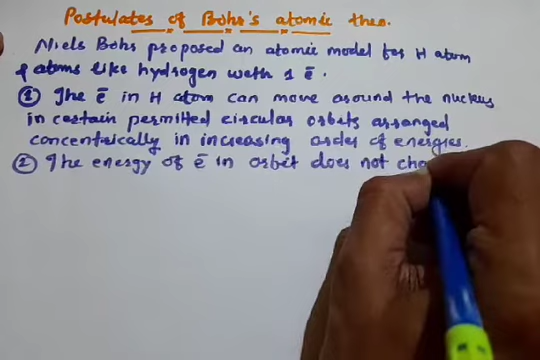 Postulates of Bohr's atomic theo.
Niels Bohs proposed an atomic model for H atom
& atoms like hydrogen with 1 ē.
① The ē in H atom can move around the nucleus
in certain permitted circular orbits arranged
concentrically in increasing order of energies.
② The energy of ē in orbit does not cha